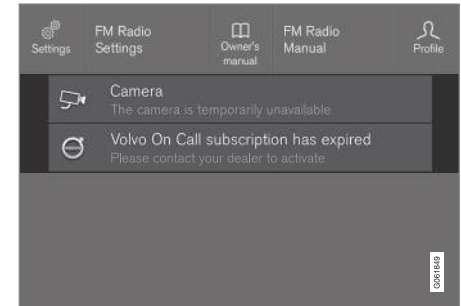 FM Radio
Settings
Settings
Owner's
manual
FM Radio
Manual
Profile
Camera
The camera is temporarily unavailable
Volvo On Call subscription has expired
Please contact your dealer to activate
G061849